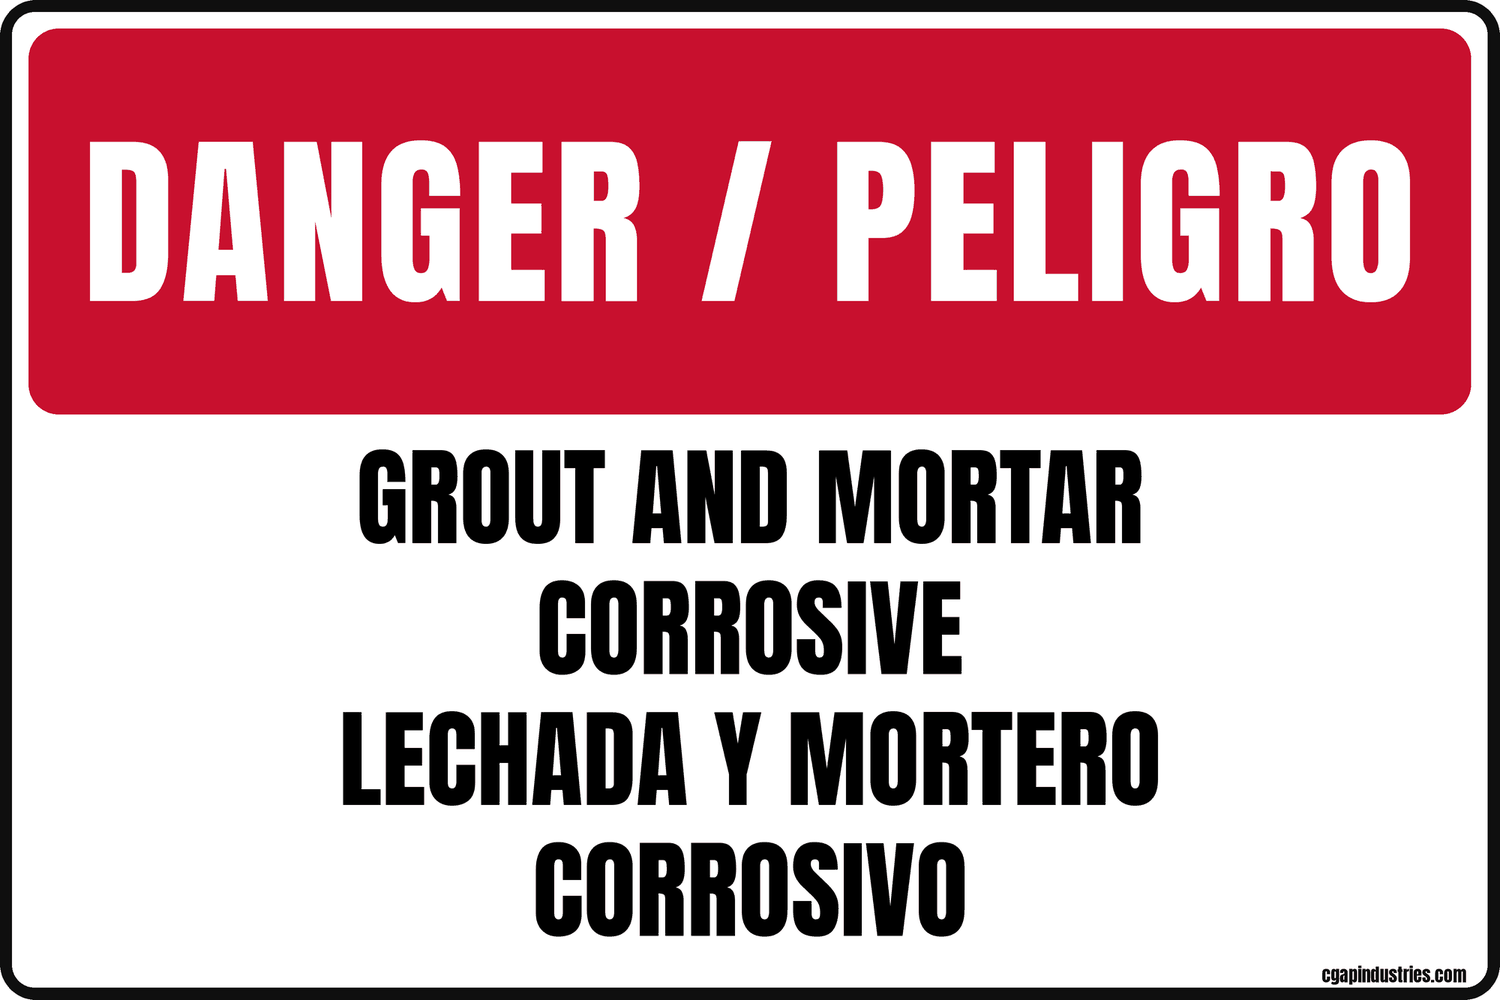 DANGER / PELIGRO
GROUT AND MORTAR
CORROSIVE
LECHADA Y MORTERO
CORROSIVO
cgapindustries.com